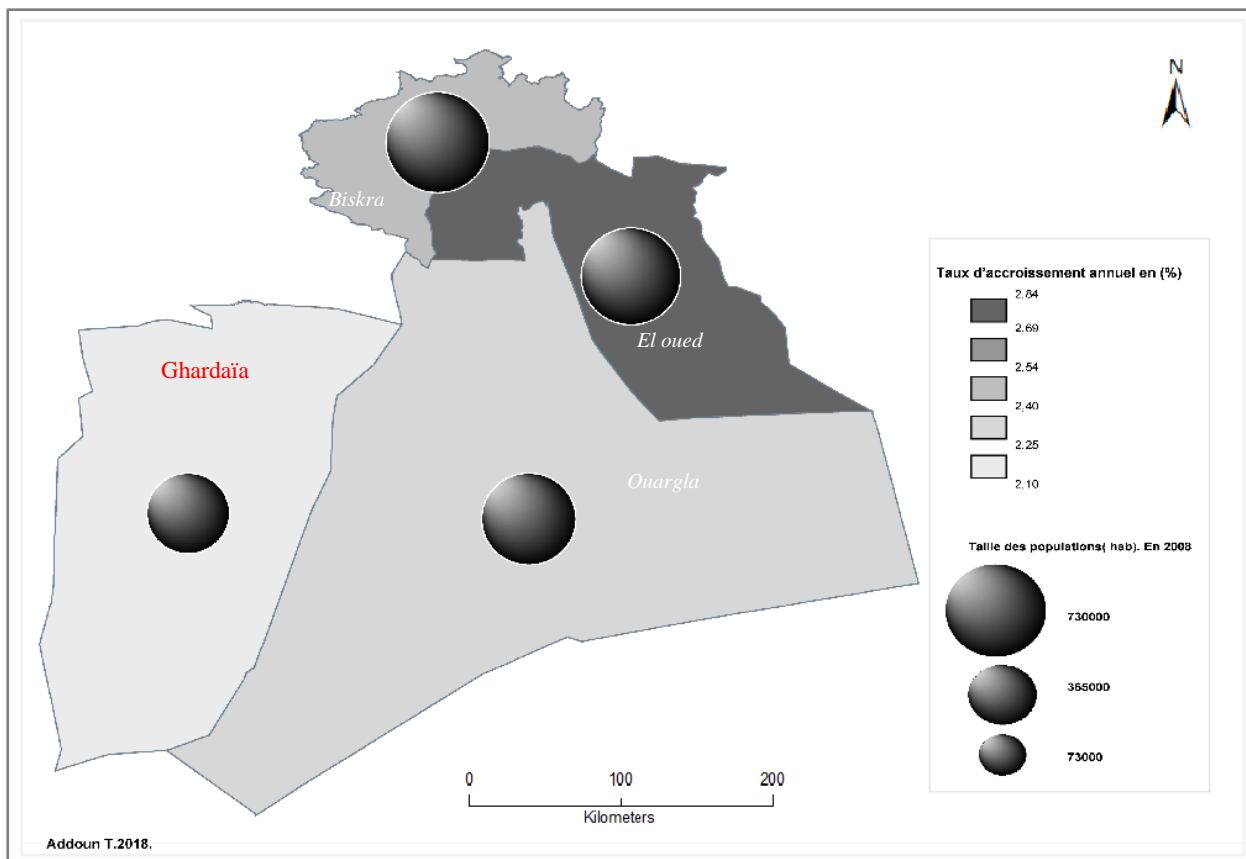 N
Biskra
El oued
Ghardaïa
Ouargla
Taux d'accroissement annuel en (%)
2,84
2,69
2,54
2,40
2,25
2,10
Taille des populations( hab). En 2008
730000
365000
73000
0 100 200
Kilometers
Addoun T.2018.